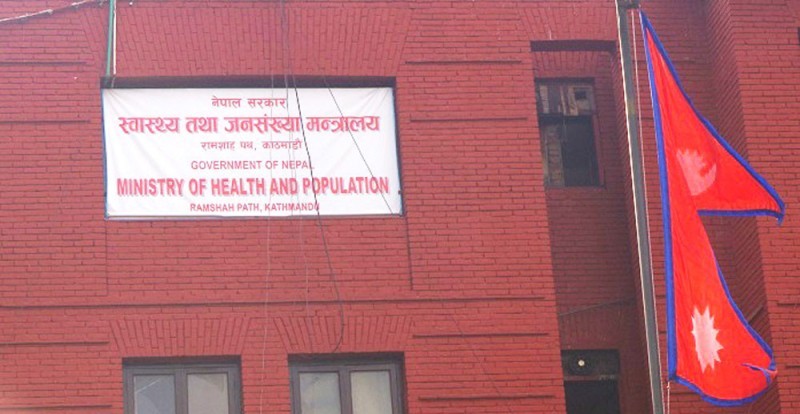 नेपाल सरकार
स्वास्थ्य तथा जनसंख्या मन्त्रालय
रामशाह पथ, काठमाडौं
GOVERNMENT OF NEPAL
MINISTRY OF HEALTH AND POPULATION
RAMSHAH PATH, KATHMANDU